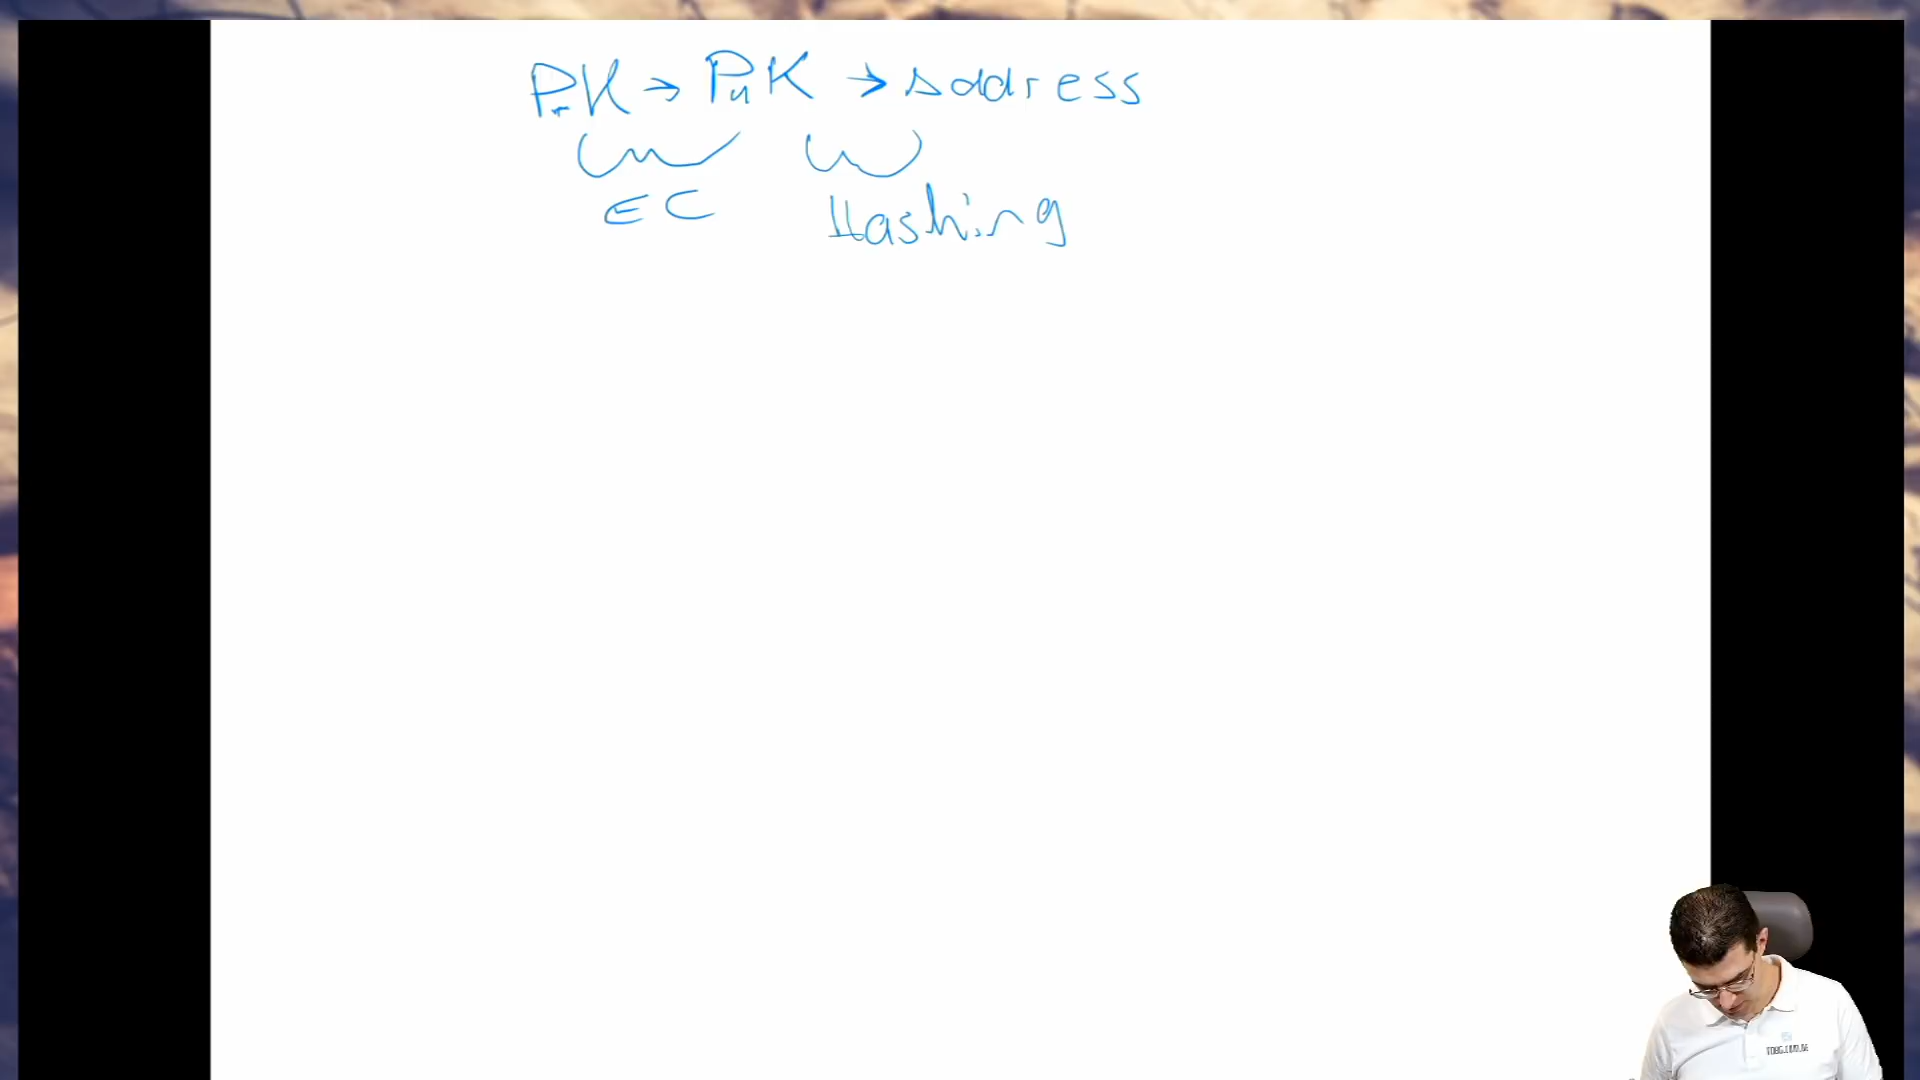 PrK → PuK → Address
EC Hashing